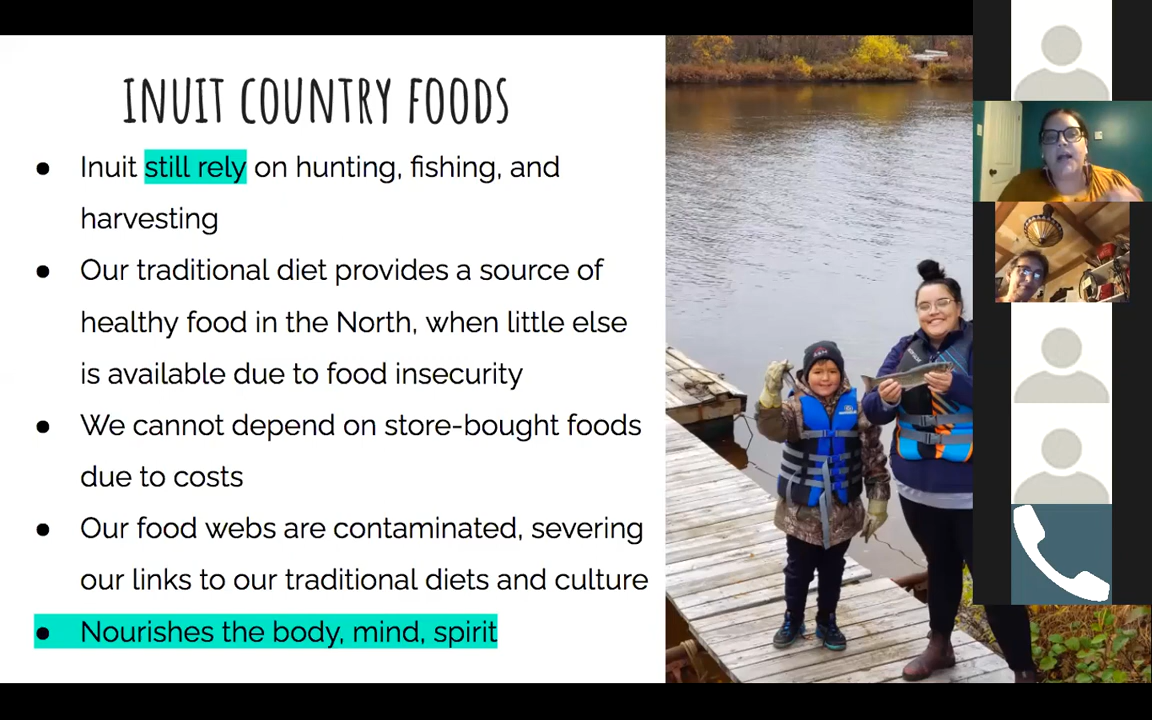 INUIT COUNTRY FOODS
● Inuit still rely on hunting, fishing, and
harvesting
● Our traditional diet provides a source of
healthy food in the North, when little else
is available due to food insecurity
● We cannot depend on store-bought foods
due to costs
● Our food webs are contaminated, severing
our links to our traditional diets and culture
● Nourishes the body, mind, spirit